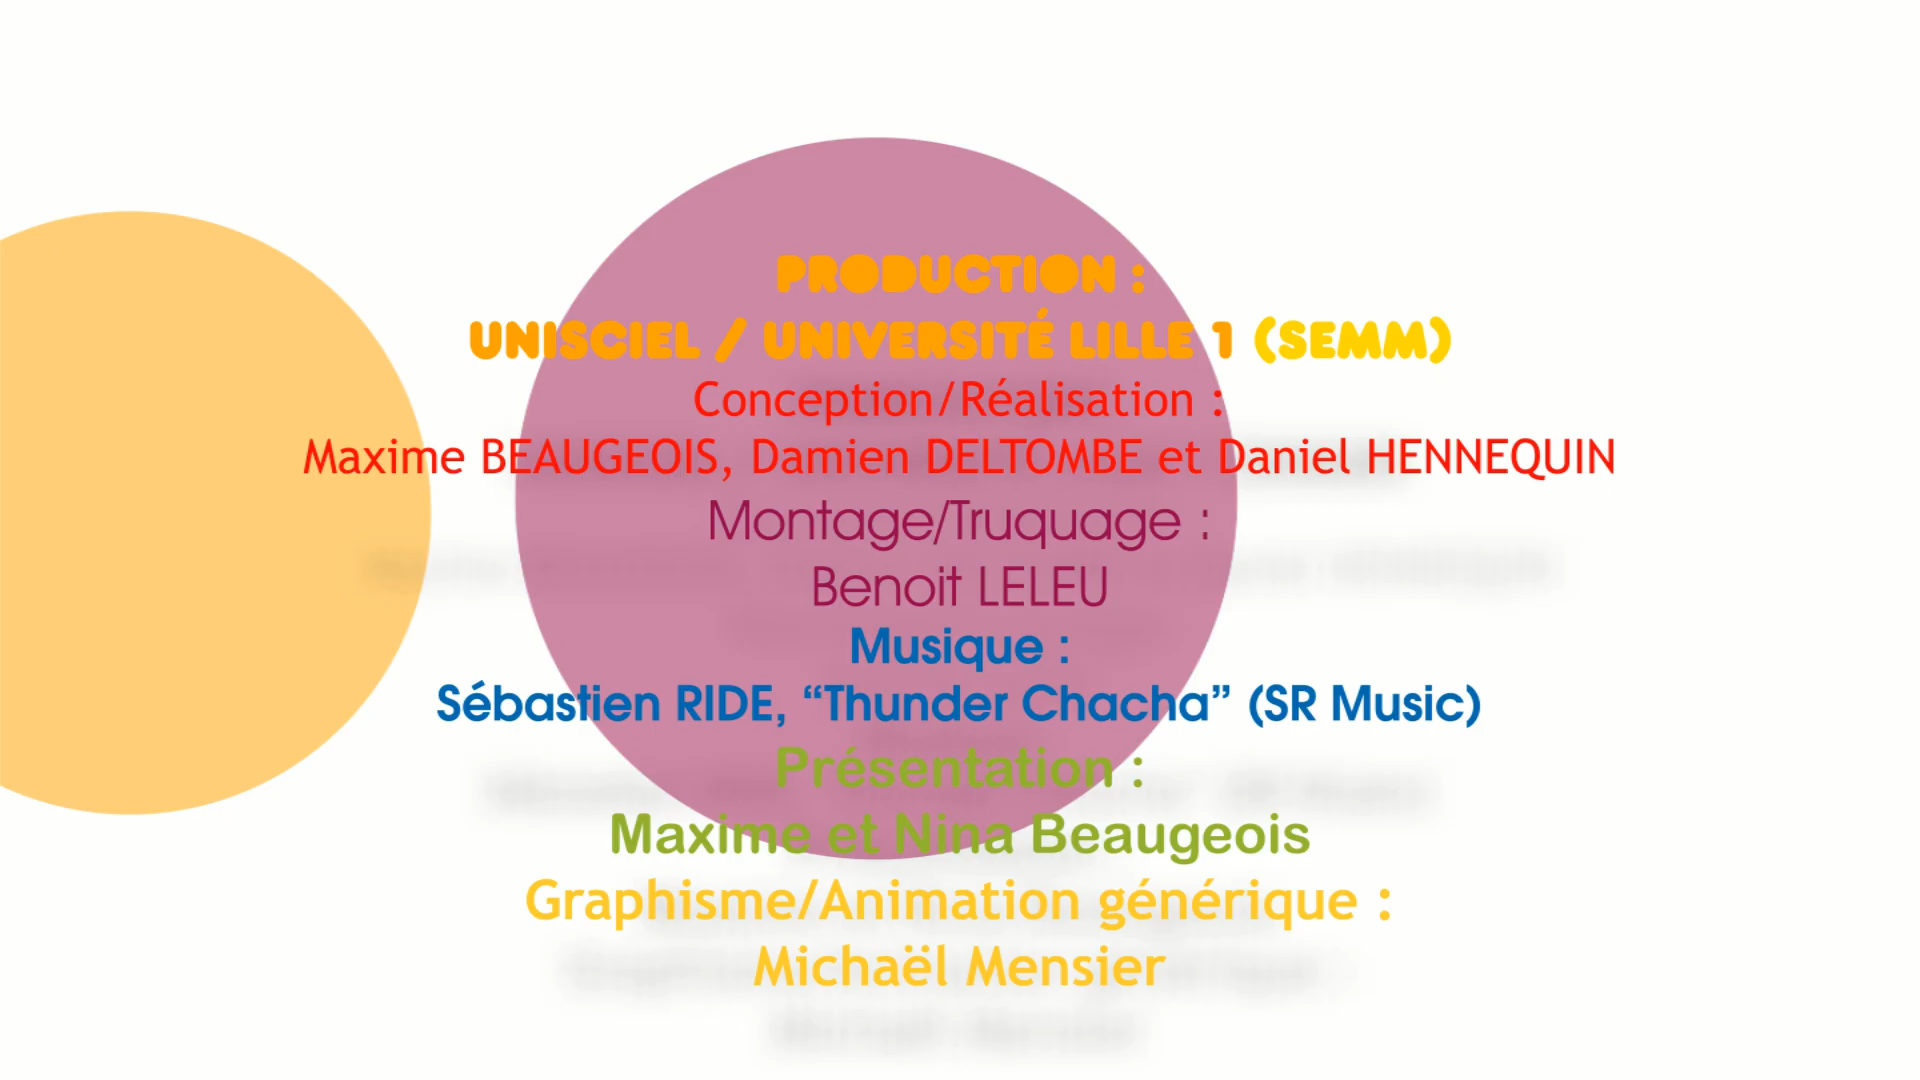 PRODUCTION :
UNISCIEL / UNIVERSITÉ LILLE 1 (SEMM)
Conception/Réalisation :
Maxime BEAUGEOIS, Damien DELTOMBE et Daniel HENNEQUIN
Montage/Truquage :
Benoit LELEU
Musique :
Sébastien RIDE, “Thunder Chacha” (SR Music)
Présentation :
Maxime et Nina Beaugeois
Graphisme/Animation générique :
Michaël Mensier